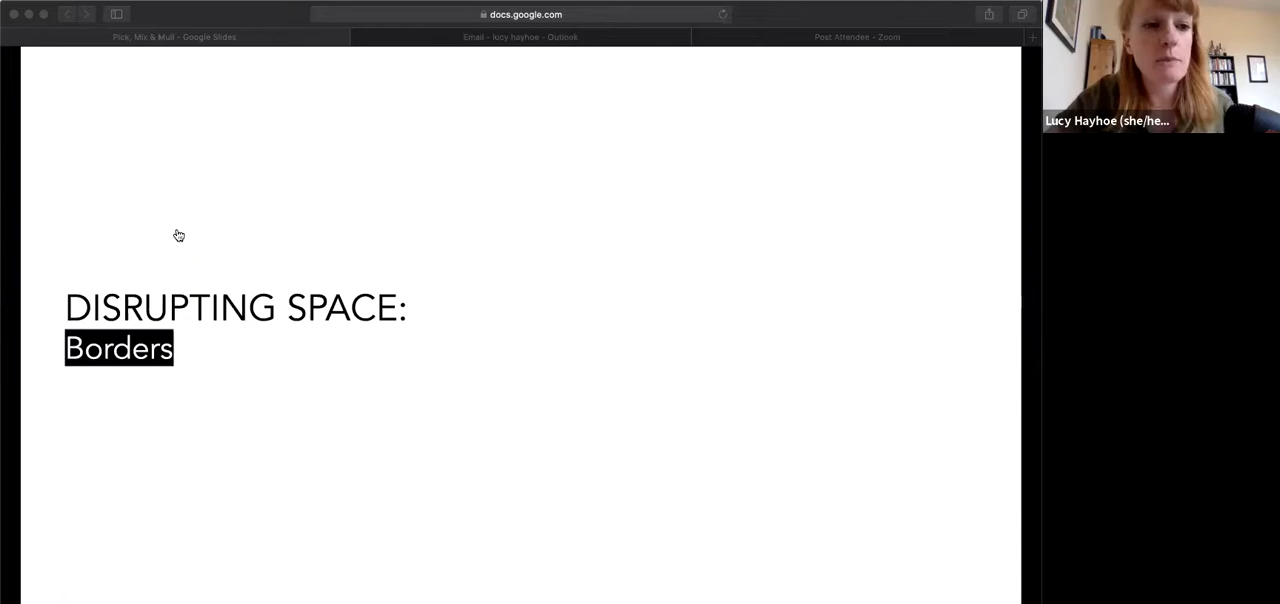 docs.google.com
Pick, Mix & Mull - Google Slides
Email - lucy hayhoe - Outlook
Post Attendee - Zoom
Lucy Hayhoe (she/he...
DISRUPTING SPACE:
Borders